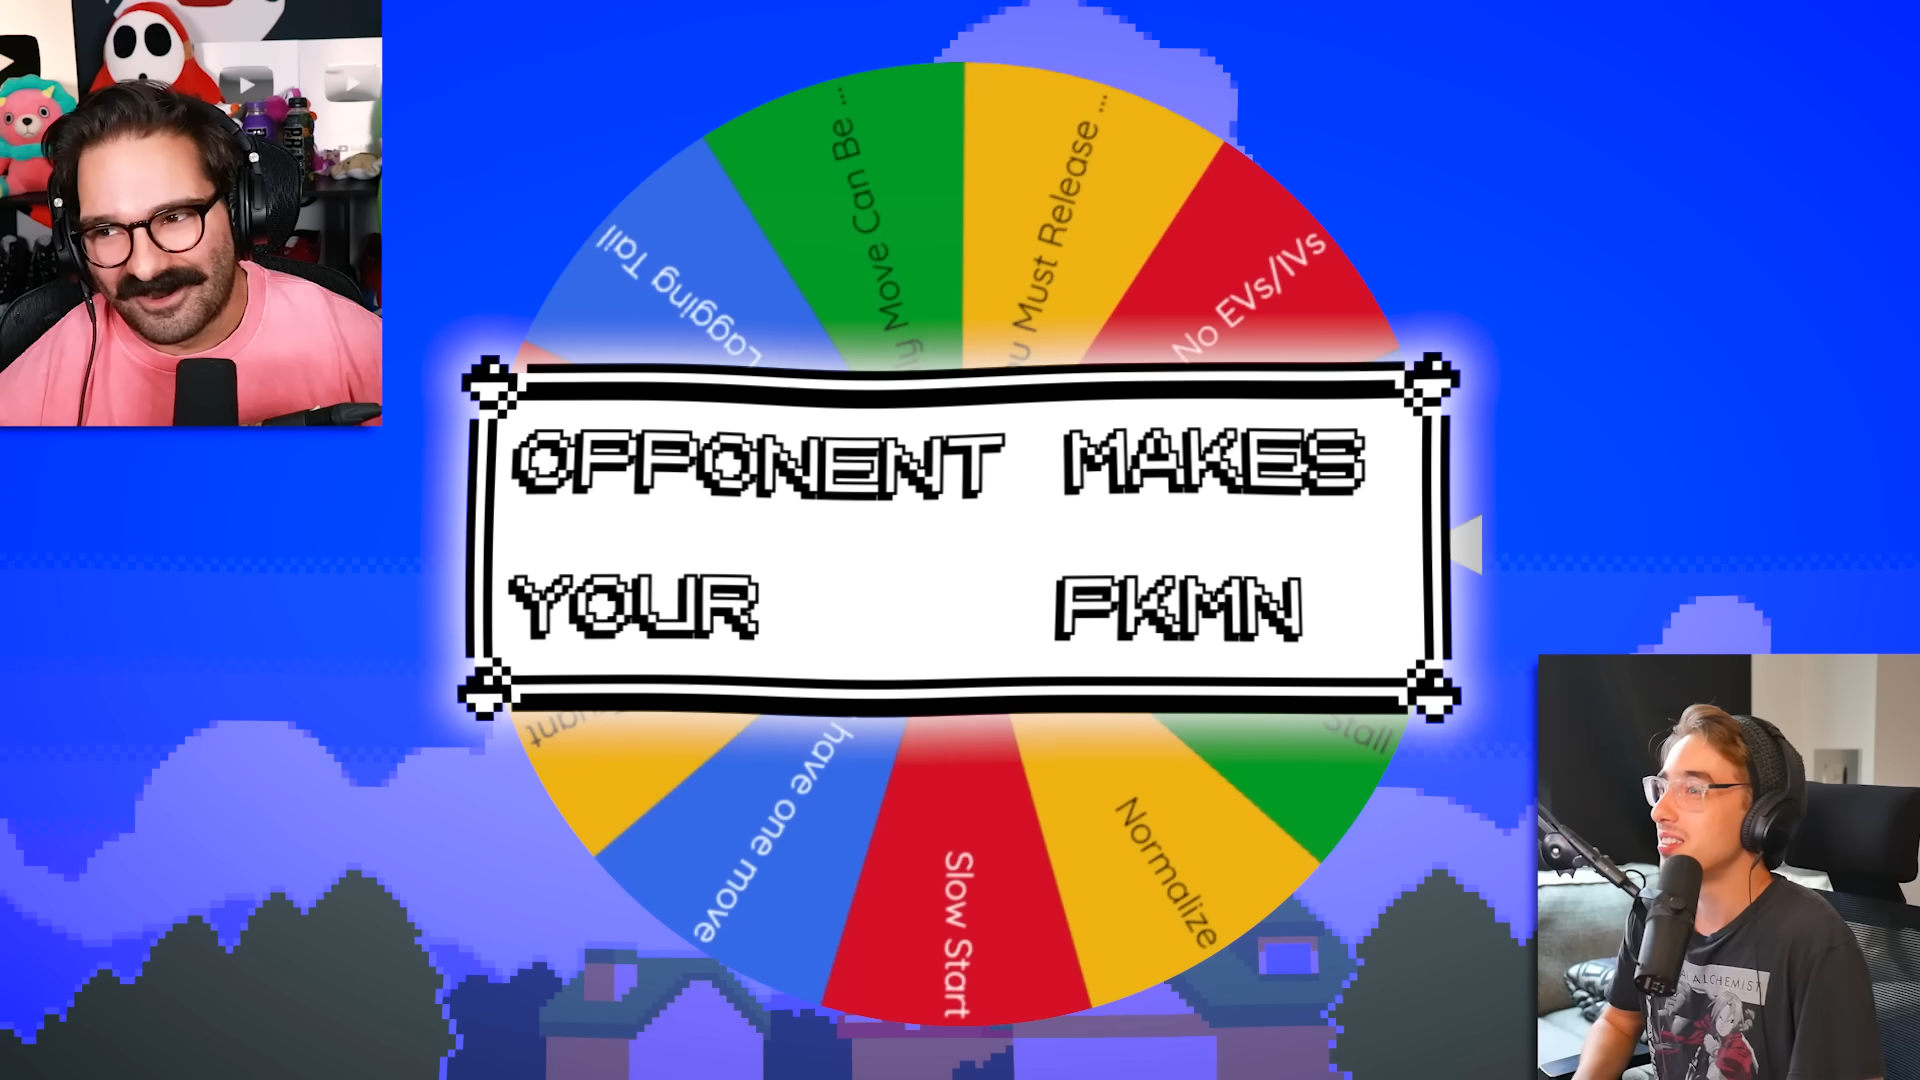 Lagging Tail
Move Can Be ...
Must Release ...
No EVs/IVs
OPPONENT MAKES
YOUR PKMN
have one move
Slow Start
Normalize
Stall
ALCHEMIST